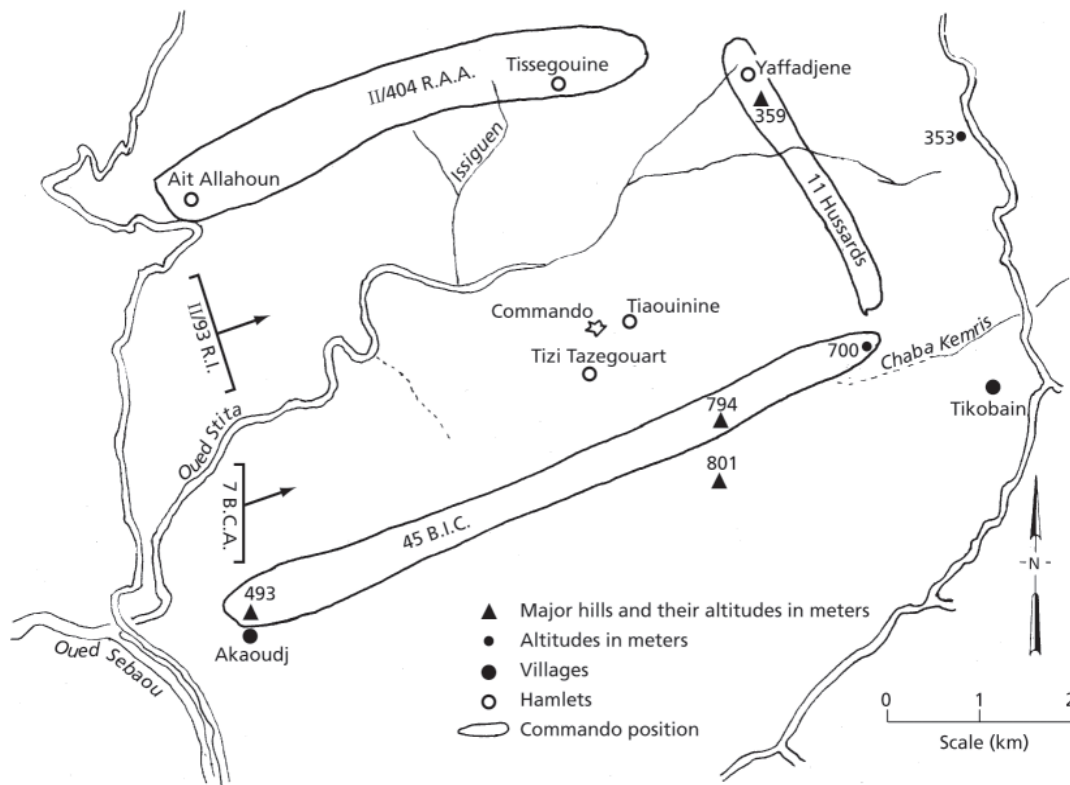 II/404 R.A.A.
Tissegouine
Yaffadjene
359
353
Issiguen
Ait Allahoun
11 Hussards
II/93 R.I.
Commando
Tiaouinine
Tizi Tazegouart
700
Chaba Kemris
Tikobain
794
801
Oued Stita
7 B.C.A.
45 B.I.C.
493
Akaoudj
Oued Sebaou
N
Major hills and their altitudes in meters
Altitudes in meters
Villages
Hamlets
Commando position
0 1 2
Scale (km)